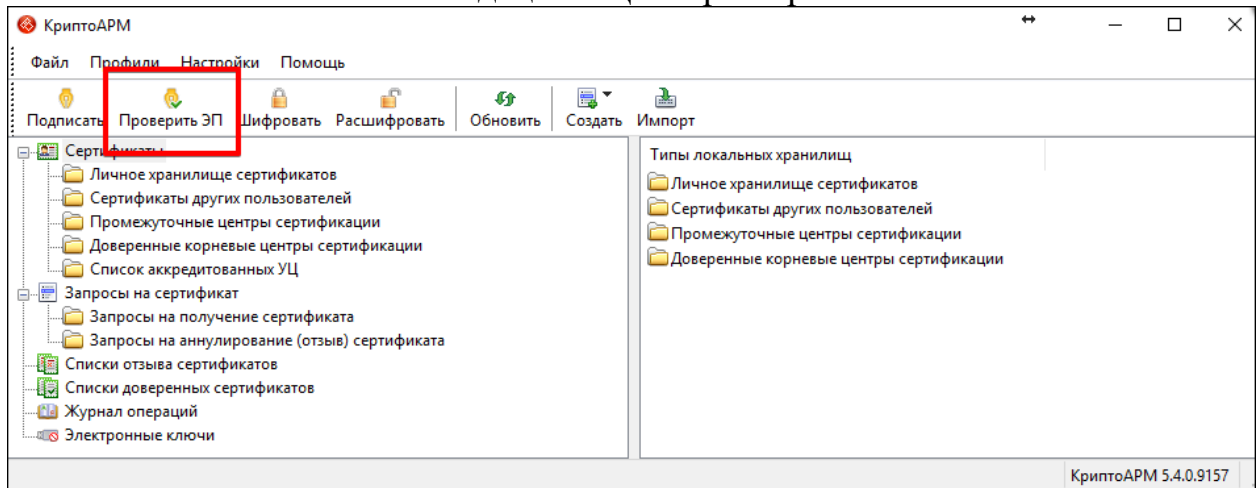 КриптоАРМ
Файл Профили Настройки Помощь
Подписать Проверить ЭП Шифровать Расшифровать Обновить Создать Импорт
Сертификаты
Личное хранилище сертификатов
Сертификаты других пользователей
Промежуточные центры сертификации
Доверенные корневые центры сертификации
Список аккредитованных УЦ
Запросы на сертификат
Запросы на получение сертификата
Запросы на аннулирование (отзыв) сертификата
Списки отзыва сертификатов
Списки доверенных сертификатов
Журнал операций
Электронные ключи
Типы локальных хранилищ
Личное хранилище сертификатов
Сертификаты других пользователей
Промежуточные центры сертификации
Доверенные корневые центры сертификации
КриптоАРМ 5.4.0.9157